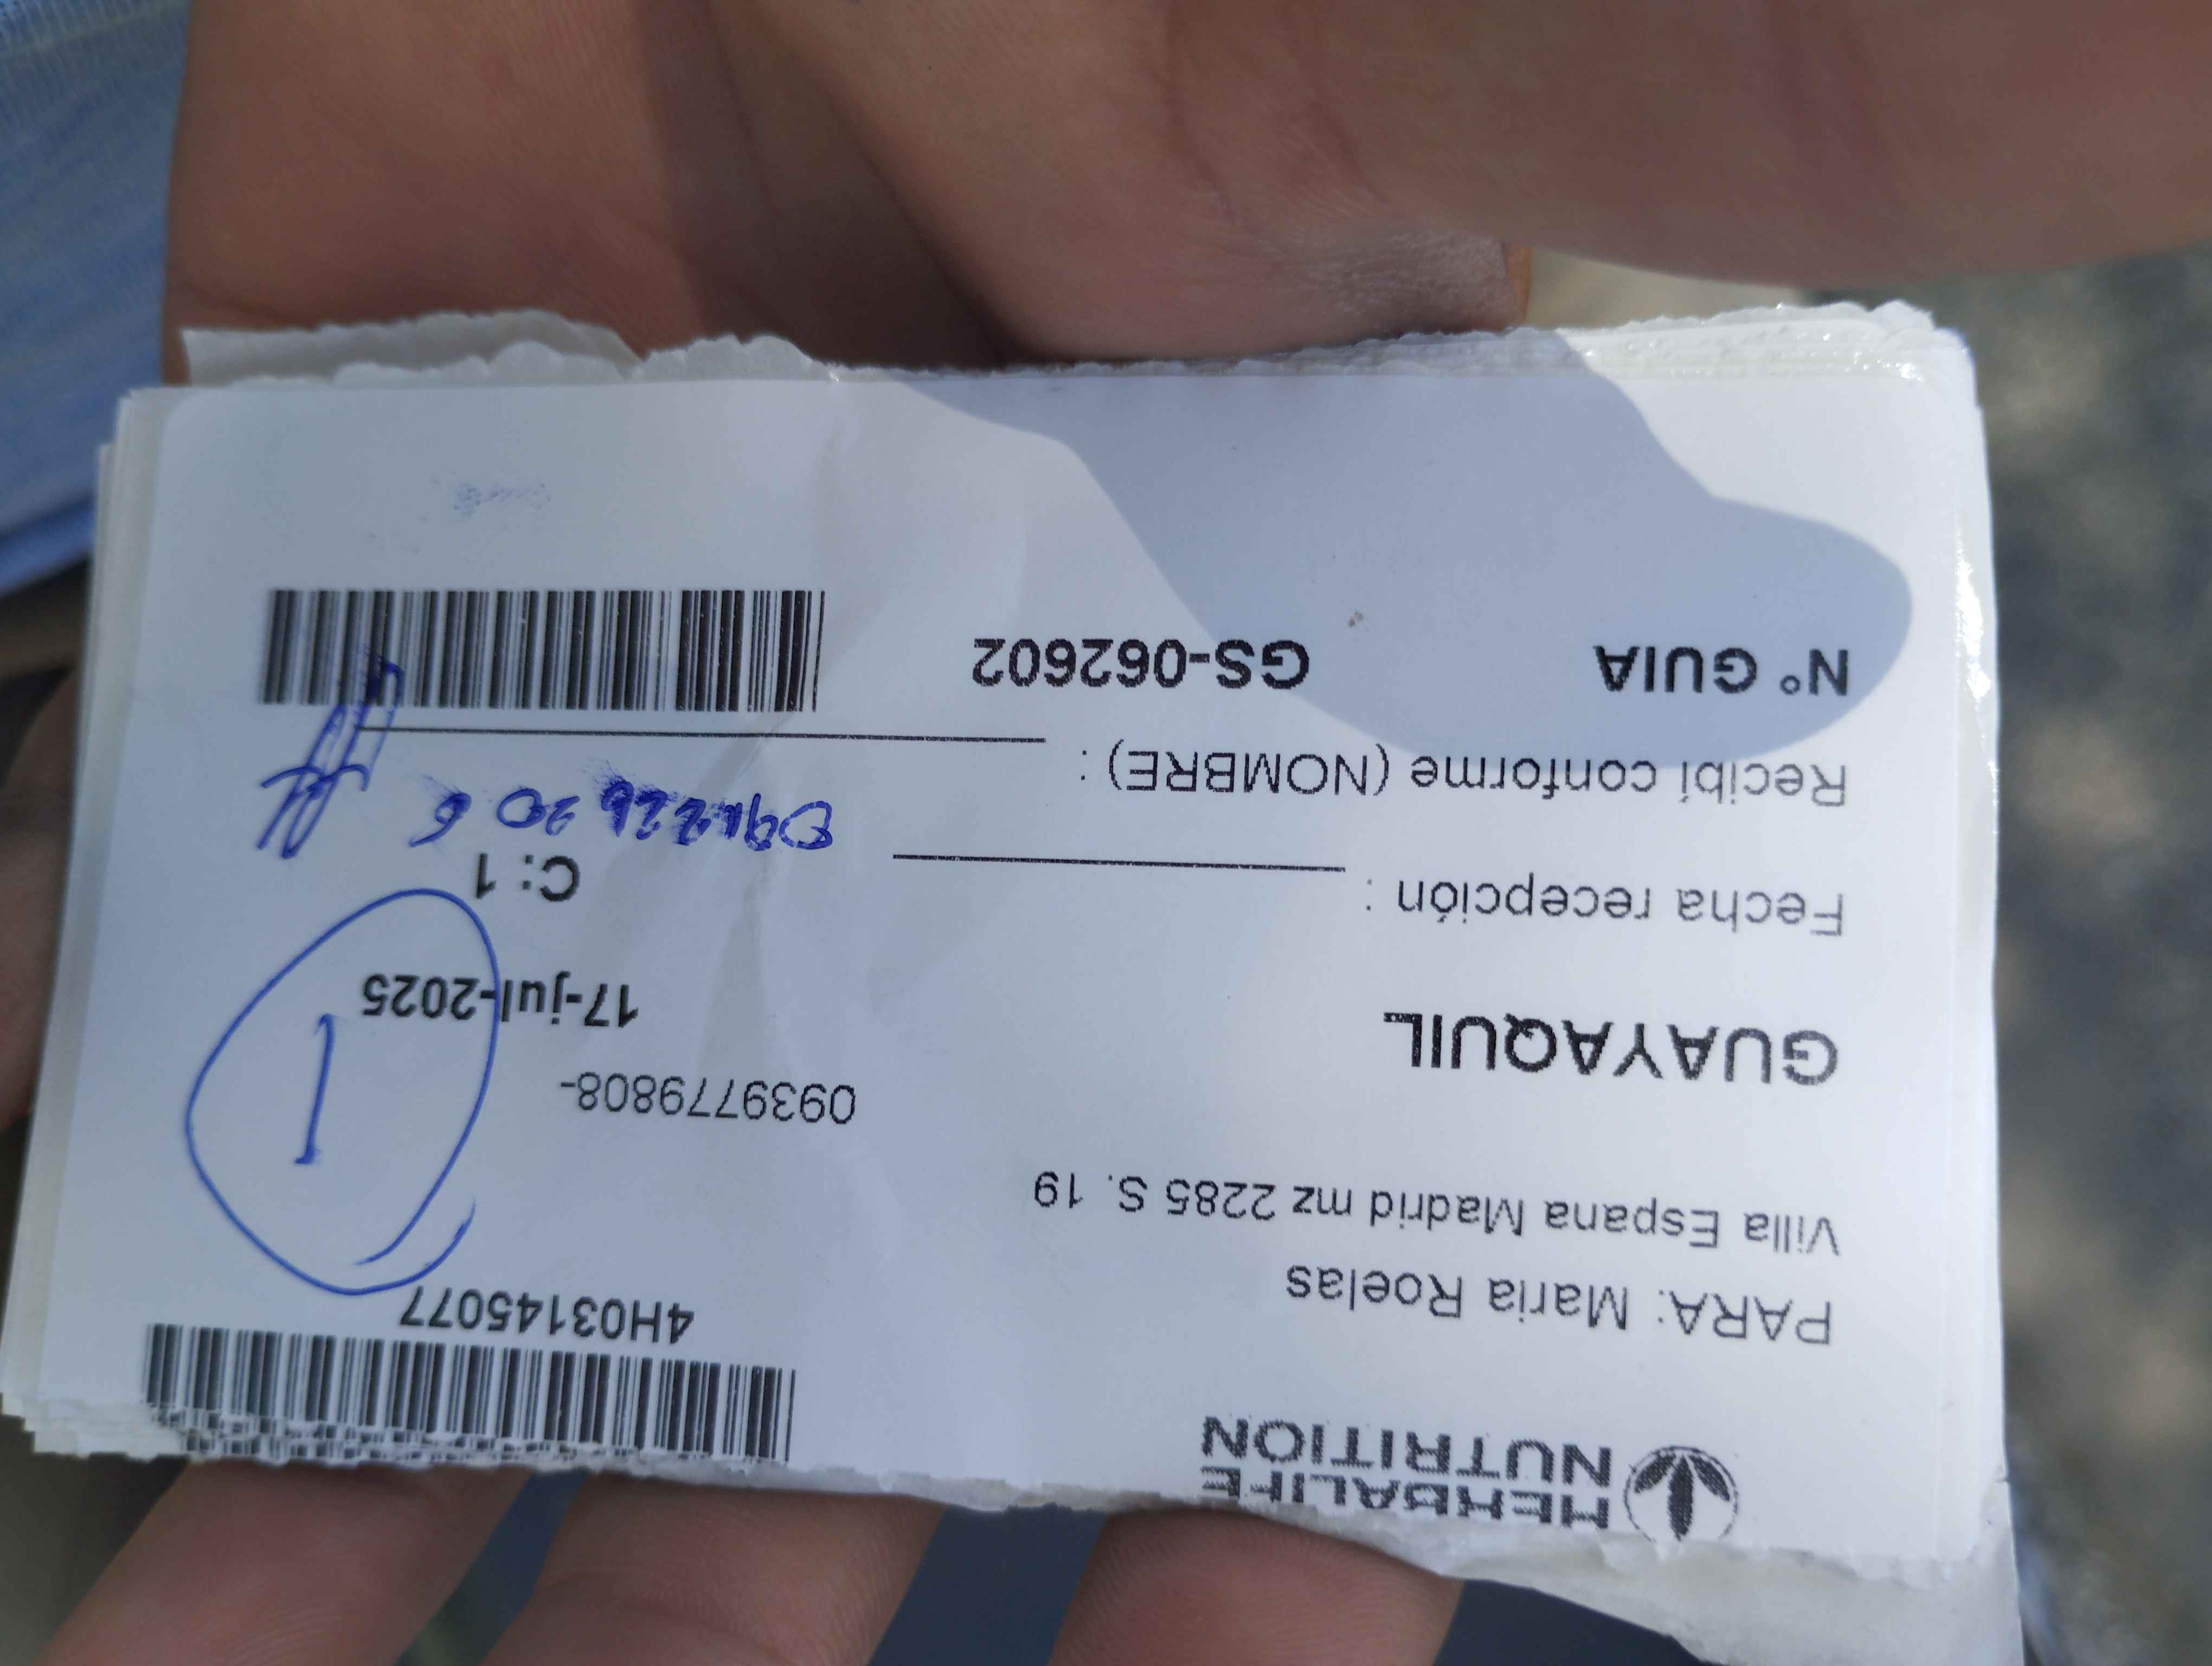 HERBALIFE
NUTRITION
4H03145077
PARA: Maria Roelas
Villa Espana Madrid mz 2285 S. 19
0939779808-
GUAYAQUIL
17-jul-2025
1
C: 1
Fecha recepción :
Recibí conforme (NOMBRE) :
N° GUIA GS-062602